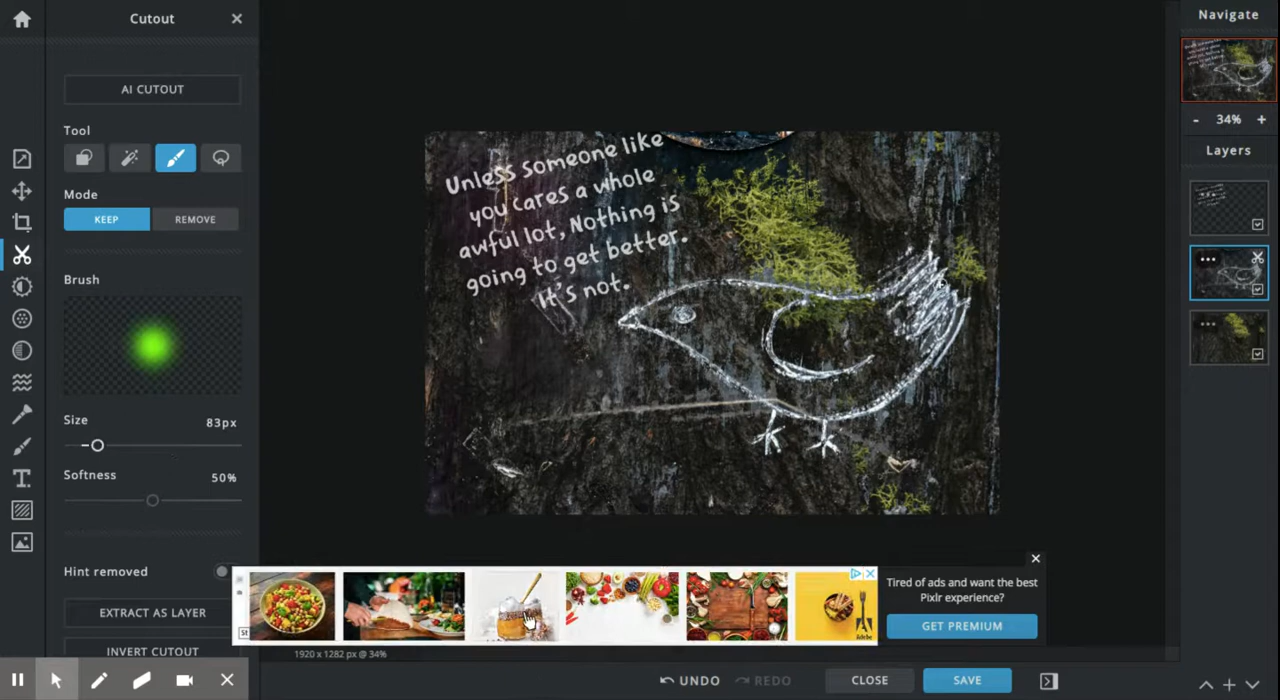 Cutout
Navigate
AI CUTOUT
Tool
Mode
KEEP
REMOVE
Brush
Size
83px
Softness
50%
Hint removed
EXTRACT AS LAYER
INVERT CUTOUT
Unless someone like
you cares a whole
awful lot, Nothing is
going to get better.
It's not.
- 34% +
Layers
Tired of ads and want the best
Pixlr experience?
GET PREMIUM
St
Adobe
1920 x 1282 px @ 34%
UNDO
REDO
CLOSE
SAVE